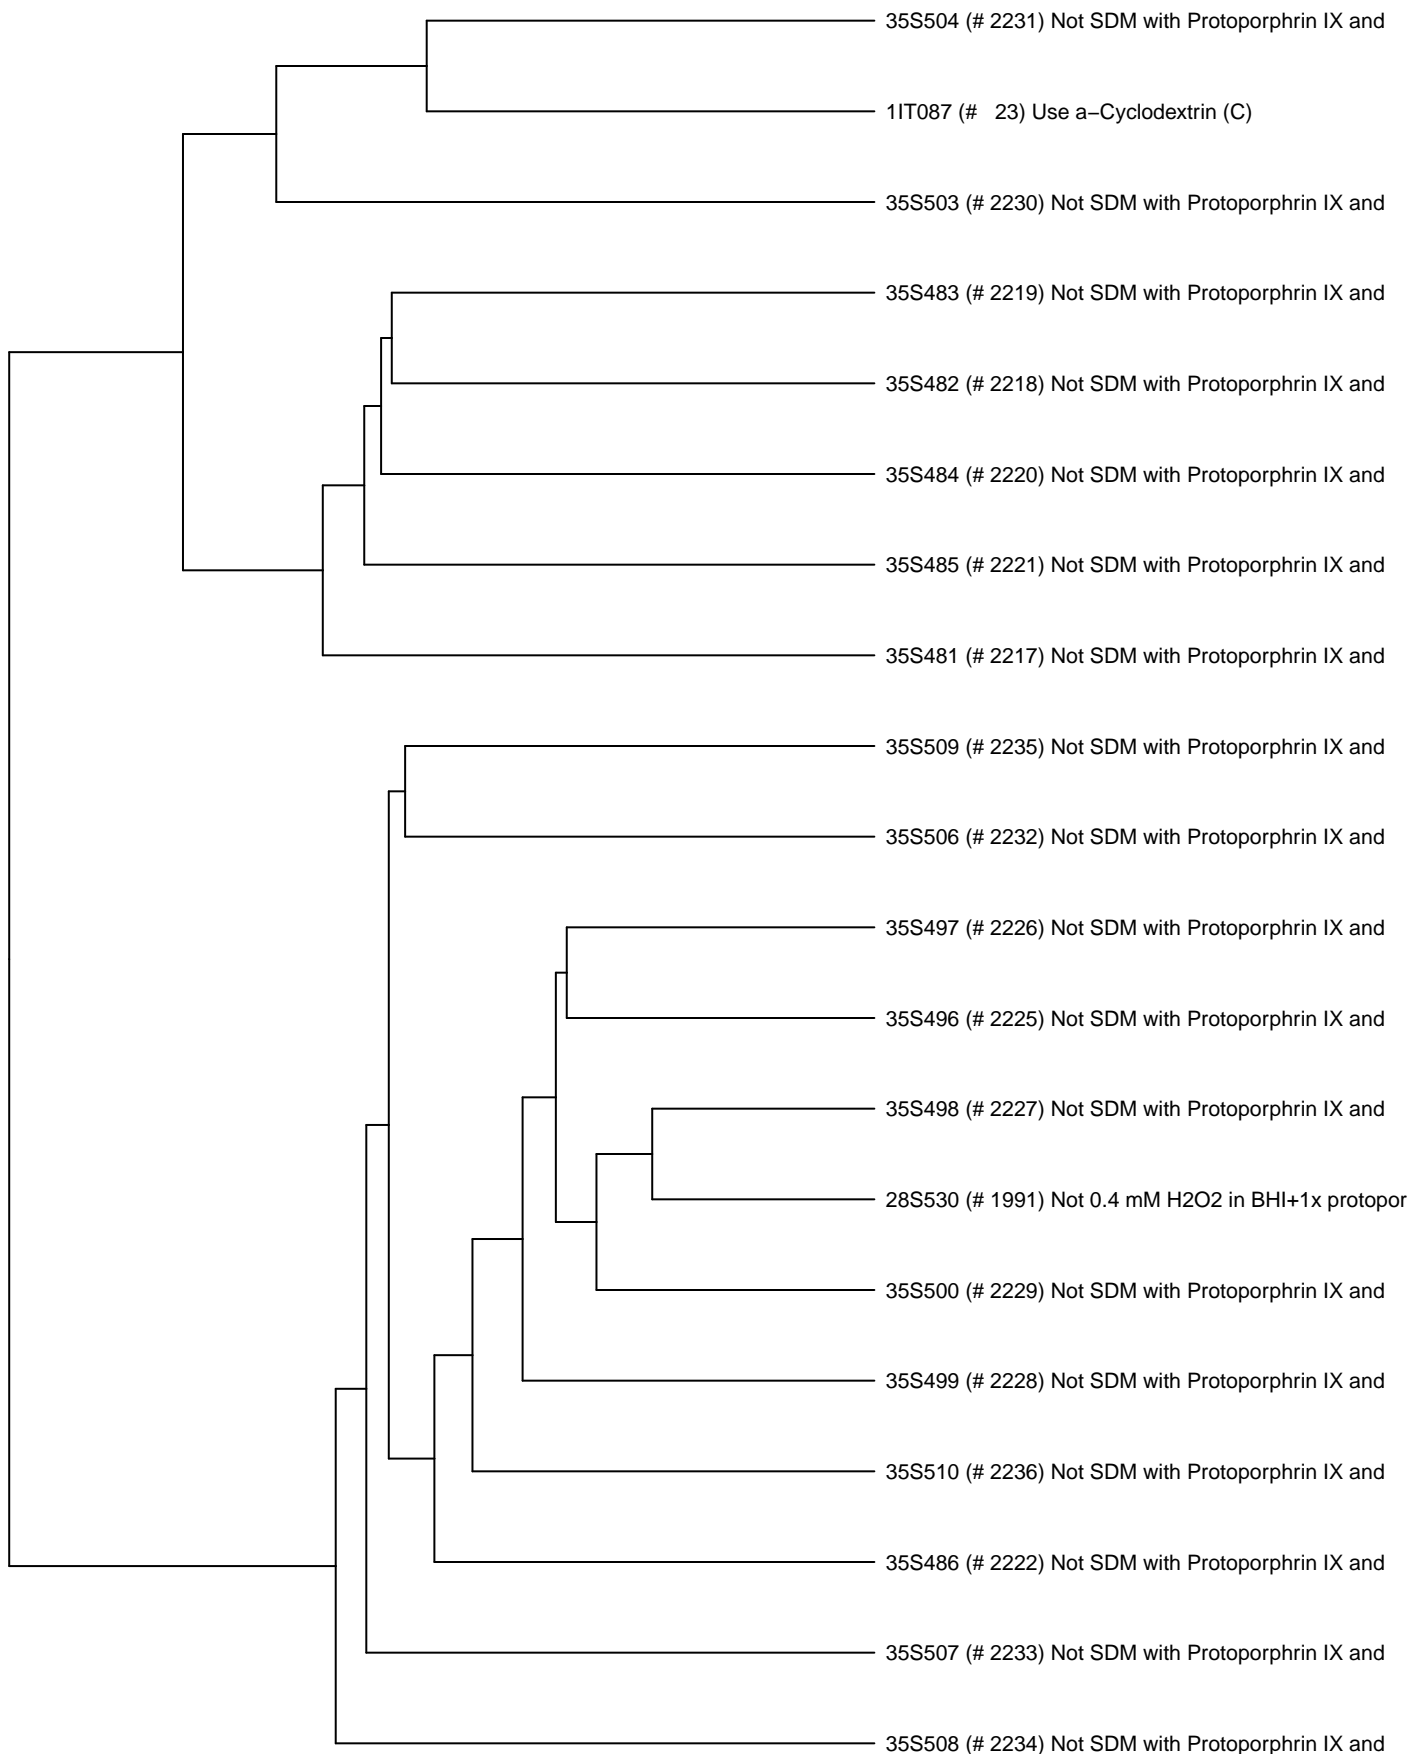 35S504 (# 2231) Not SDM with Protoporphrin IX and
1IT087 (#   23) Use a−Cyclodextrin (C)
35S503 (# 2230) Not SDM with Protoporphrin IX and
35S483 (# 2219) Not SDM with Protoporphrin IX and
35S482 (# 2218) Not SDM with Protoporphrin IX and
35S484 (# 2220) Not SDM with Protoporphrin IX and
35S485 (# 2221) Not SDM with Protoporphrin IX and
35S481 (# 2217) Not SDM with Protoporphrin IX and
35S509 (# 2235) Not SDM with Protoporphrin IX and
35S506 (# 2232) Not SDM with Protoporphrin IX and
35S497 (# 2226) Not SDM with Protoporphrin IX and
35S496 (# 2225) Not SDM with Protoporphrin IX and
35S498 (# 2227) Not SDM with Protoporphrin IX and
28S530 (# 1991) Not 0.4 mM H2O2 in BHI+1x protopor
35S500 (# 2229) Not SDM with Protoporphrin IX and
35S499 (# 2228) Not SDM with Protoporphrin IX and
35S510 (# 2236) Not SDM with Protoporphrin IX and
35S486 (# 2222) Not SDM with Protoporphrin IX and
35S507 (# 2233) Not SDM with Protoporphrin IX and
35S508 (# 2234) Not SDM with Protoporphrin IX and